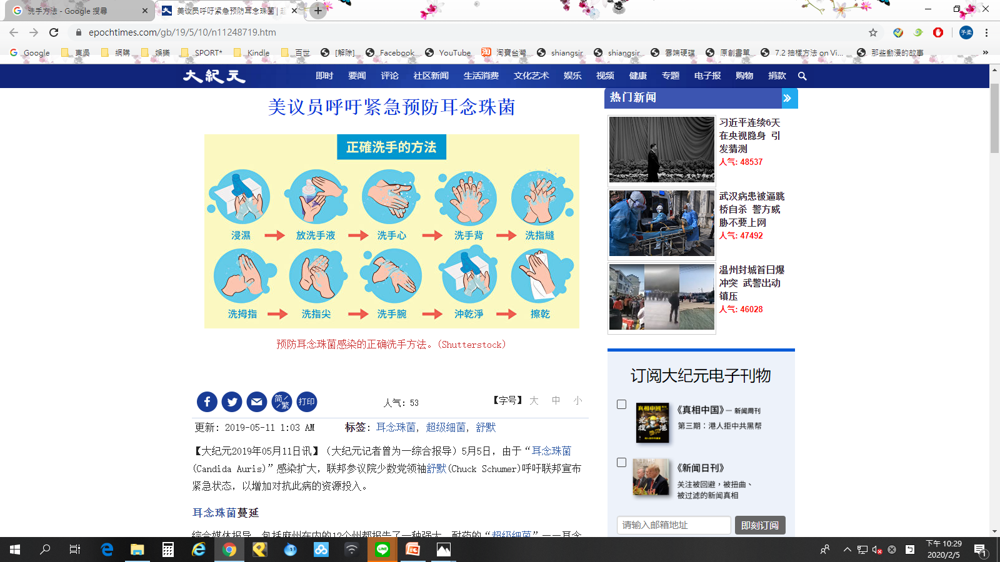 洗手方法 - Google 搜尋
美议员呼吁紧急预防耳念珠菌 | 
epochtimes.com/gb/19/5/10/n11248719.htm
予柔
Google 東吳 網購 娛樂 SPORT* Kindle 百世 [解除] Facebook YouTube 淘寶台灣 shiangsir shiangsir 雲端硬碟 原創書單 7.2 抽樣方法 on Vi... 那些動漫的故事
大紀元 即时 要闻 评论 社区新闻 生活消费 文化艺术 娱乐 视频 健康 专题 电子报 购物 捐款
美议员呼吁紧急预防耳念珠菌
正確洗手的方法
浸濕 放洗手液 洗手心 洗手背 洗指縫
洗拇指 洗指尖 洗手腕 沖乾淨 擦乾
预防耳念珠菌感染的正确洗手方法。(Shutterstock)
简/繁 打印 人气: 53 【字号】 大 中 小
更新: 2019-05-11 1:03 AM 标签: 耳念珠菌, 超级细菌, 舒默
【大纪元2019年05月11日讯】（大纪元记者曾为一综合报导）5月5日，由于“耳念珠菌
(Candida Auris)”感染扩大，联邦参议院少数党领袖舒默(Chuck Schumer)呼吁联邦宣布
紧急状态，以增加对抗此病的资源投入。
耳念珠菌蔓延
综合媒体报导，包括麻州在内的12个州都报告了一种强大、耐药的“超级细菌”——耳念
热门新闻
习近平连续6天
在央视隐身 引
发猜测
人气: 48537
武汉病患被逼跳
桥自杀 警方威
胁不要上网
人气: 47492
温州封城首日爆
冲突 武警出动
镇压
人气: 46028
订阅大纪元电子刊物
真相中國
《真相中国》— 新闻周刊
第三期：港人拒中共黑帮
《新闻日刊》
关注被回避，被扭曲、
被过滤的新闻真相
请输入邮箱地址 即刻订阅
LINE
下午 10:29
2020/2/5
1